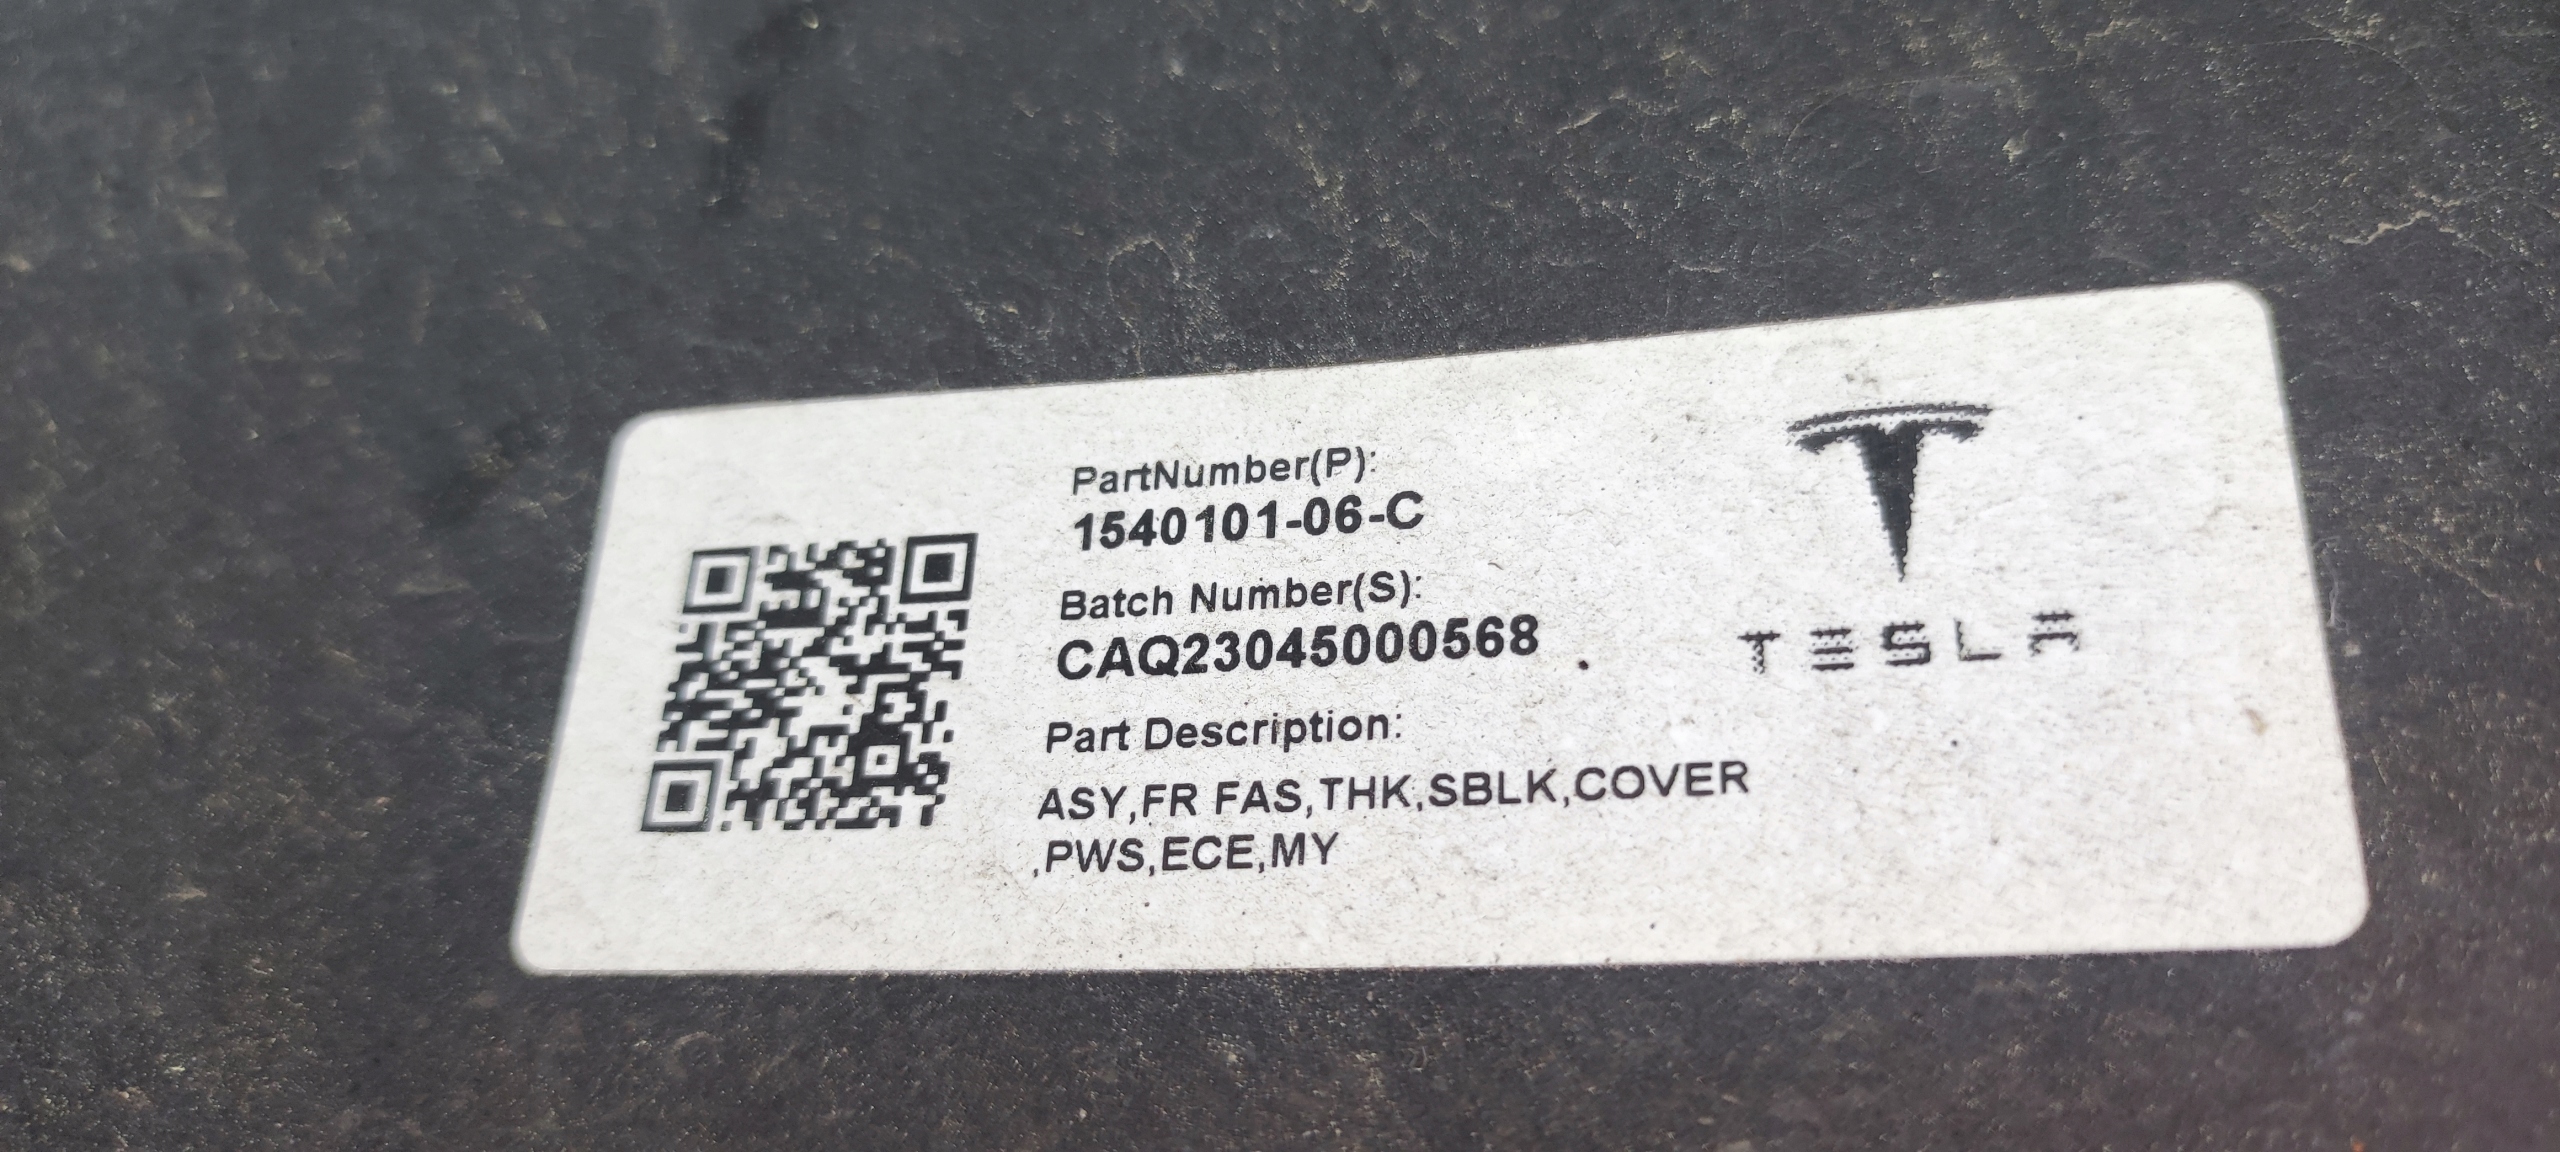 PartNumber(P):
1540101-06-C
Batch Number(S):
CAQ23045000568
Part Description:
ASY,FR FAS,THK,SBLK,COVER
,PWS,ECE,MY
TESLA